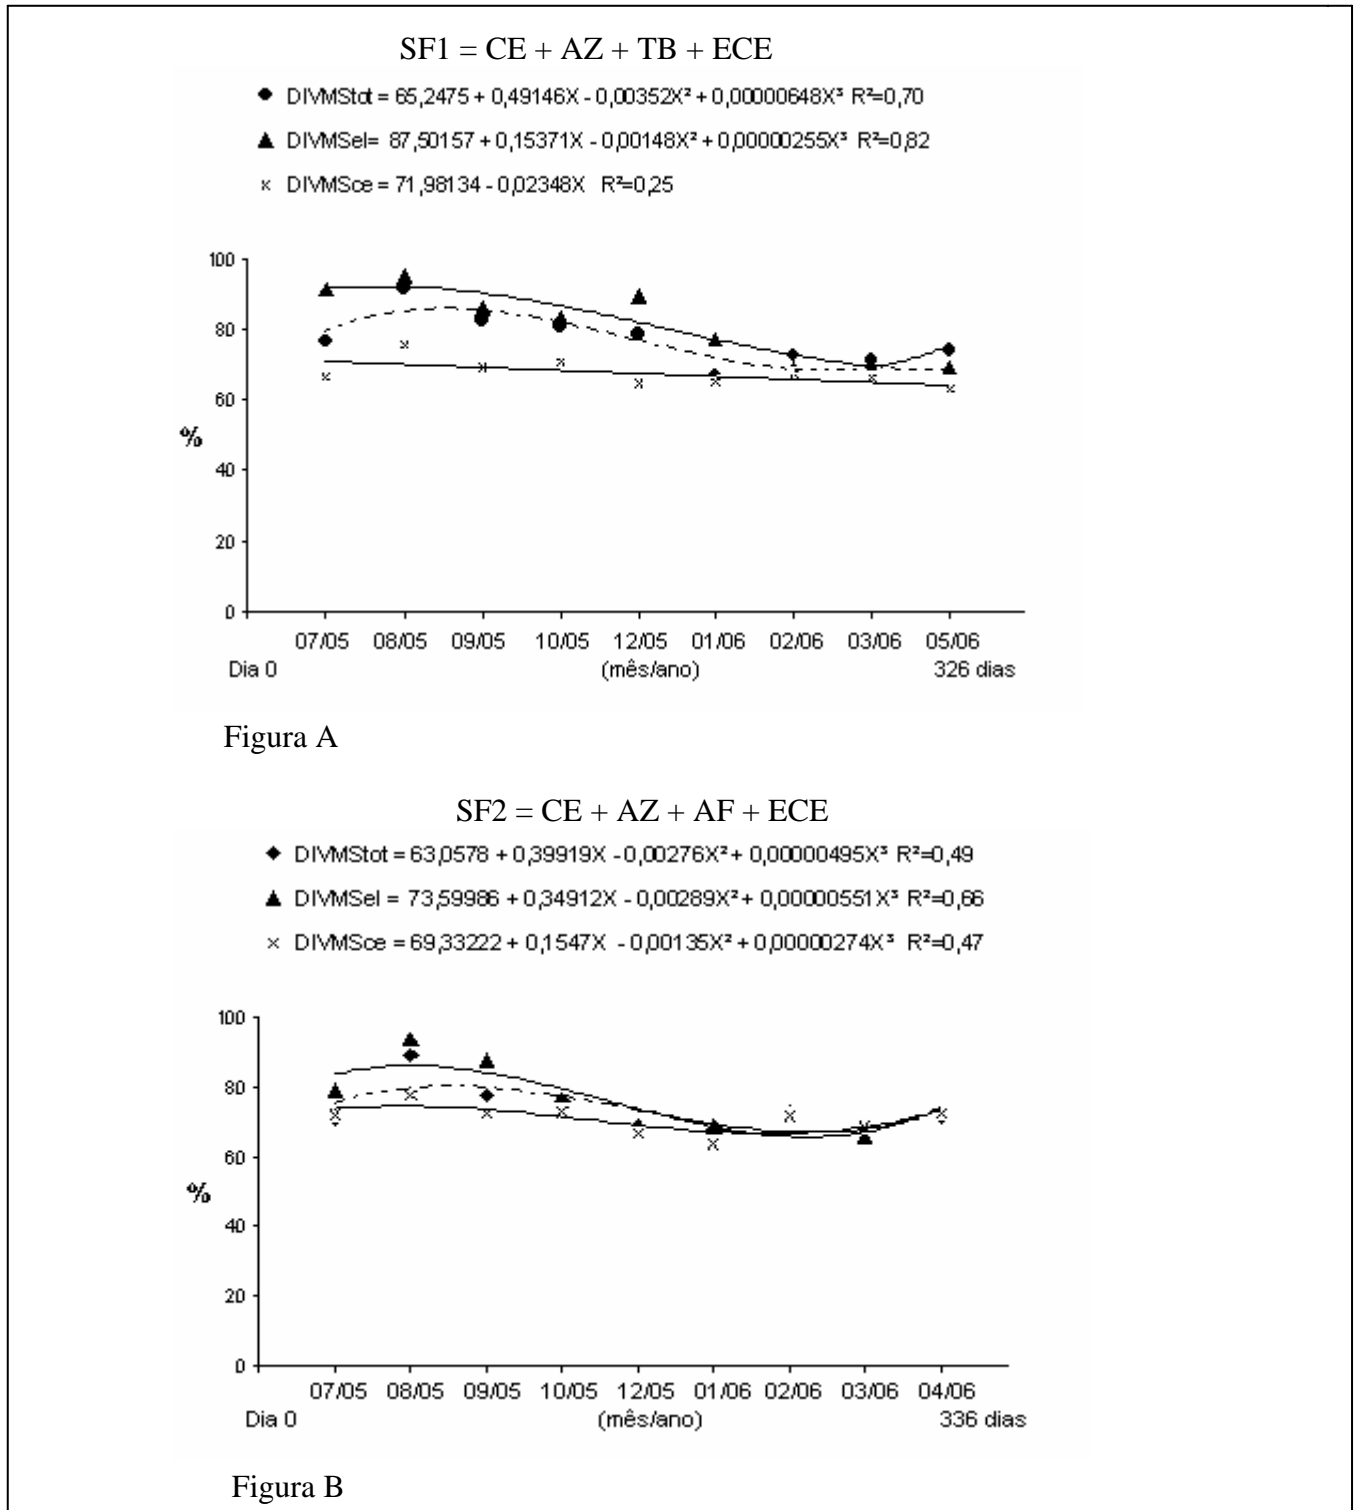 SF1 = CE + AZ + TB + ECE
DIVMStot = 65,2475 + 0,49146X - 0,00352X² + 0,00000648X³ R²=0,70
DIVMSel= 87,50157 + 0,15371X - 0,00148X² + 0,00000255X³ R²=0,82
DIVMSce = 71,98134 - 0,02348X R²=0,25
100
80
60
%
40
20
0
07/05 08/05 09/05 10/05 12/05 01/06 02/06 03/06 05/06
Dia 0 (mês/ano) 326 dias
Figura A
SF2 = CE + AZ + AF + ECE
DIVMStot = 63,0578 + 0,39919X - 0,00276X² + 0,00000495X³ R²=0,49
DIVMSel = 73,59986 + 0,34912X - 0,00289X² + 0,00000551X³ R²=0,66
DIVMSce = 69,33222 + 0,1547X - 0,00135X² + 0,00000274X³ R²=0,47
100
80
60
%
40
20
0
07/05 08/05 09/05 10/05 12/05 01/06 02/06 03/06 04/06
Dia 0 (mês/ano) 336 dias
Figura B